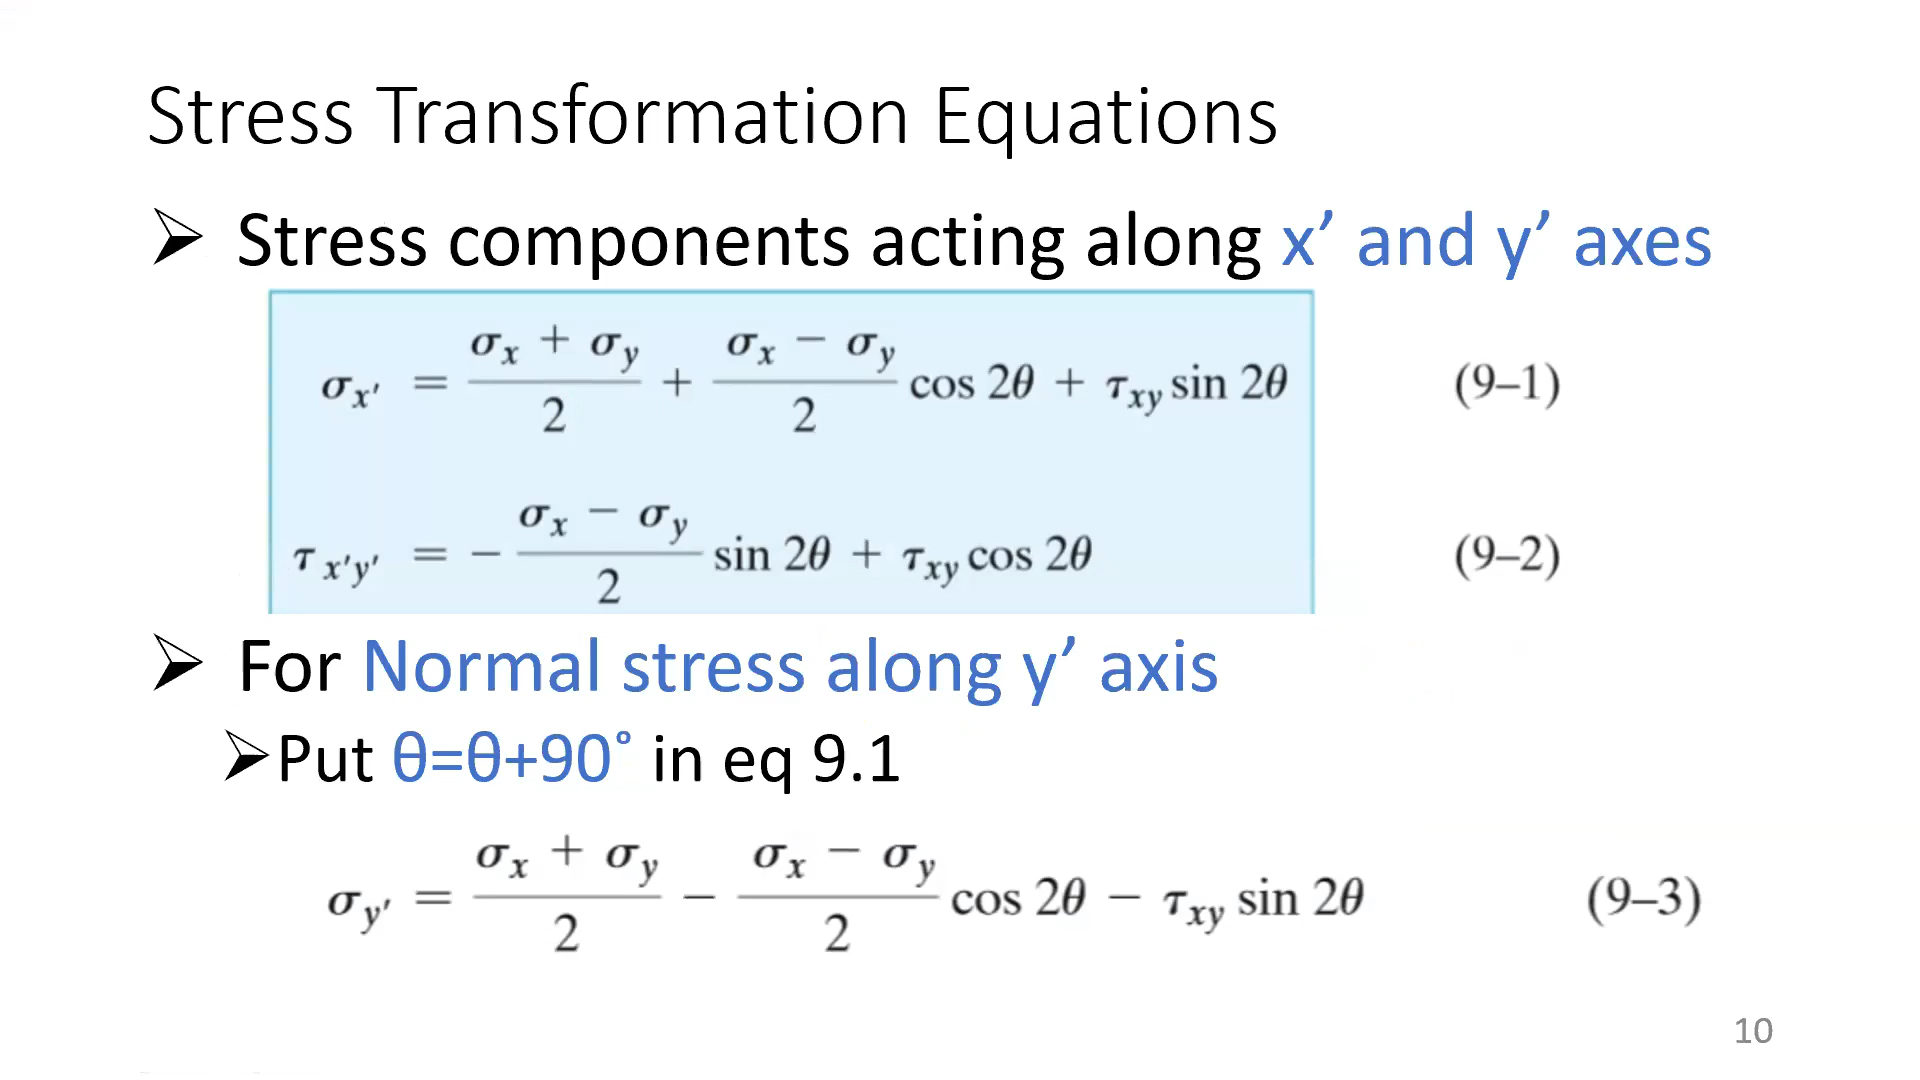 Stress Transformation Equations
➢ Stress components acting along x’ and y’ axes
σx' = (σx + σy)/2 + (σx − σy)/2 cos 2θ + τxy sin 2θ (9–1)
τx'y' = − (σx − σy)/2 sin 2θ + τxy cos 2θ (9–2)
➢ For Normal stress along y’ axis
➢Put θ=θ+90˚ in eq 9.1
σy' = (σx + σy)/2 − (σx − σy)/2 cos 2θ − τxy sin 2θ (9–3)
10